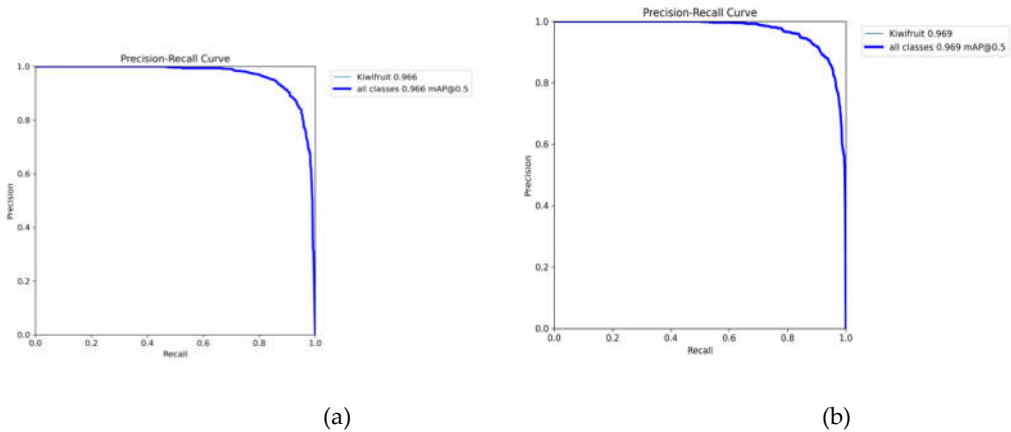 Precision-Recall Curve
1.0
0.8
0.6
0.4
0.2
0.0
Precision
0.0 0.2 0.4 0.6 0.8 1.0
Recall
Kiwifruit 0.966
all classes 0.966 mAP@0.5
(a)
Precision-Recall Curve
1.0
0.8
0.6
0.4
0.2
0.0
Precision
0.0 0.2 0.4 0.6 0.8 1.0
Recall
Kiwifruit 0.969
all classes 0.969 mAP@0.5
(b)